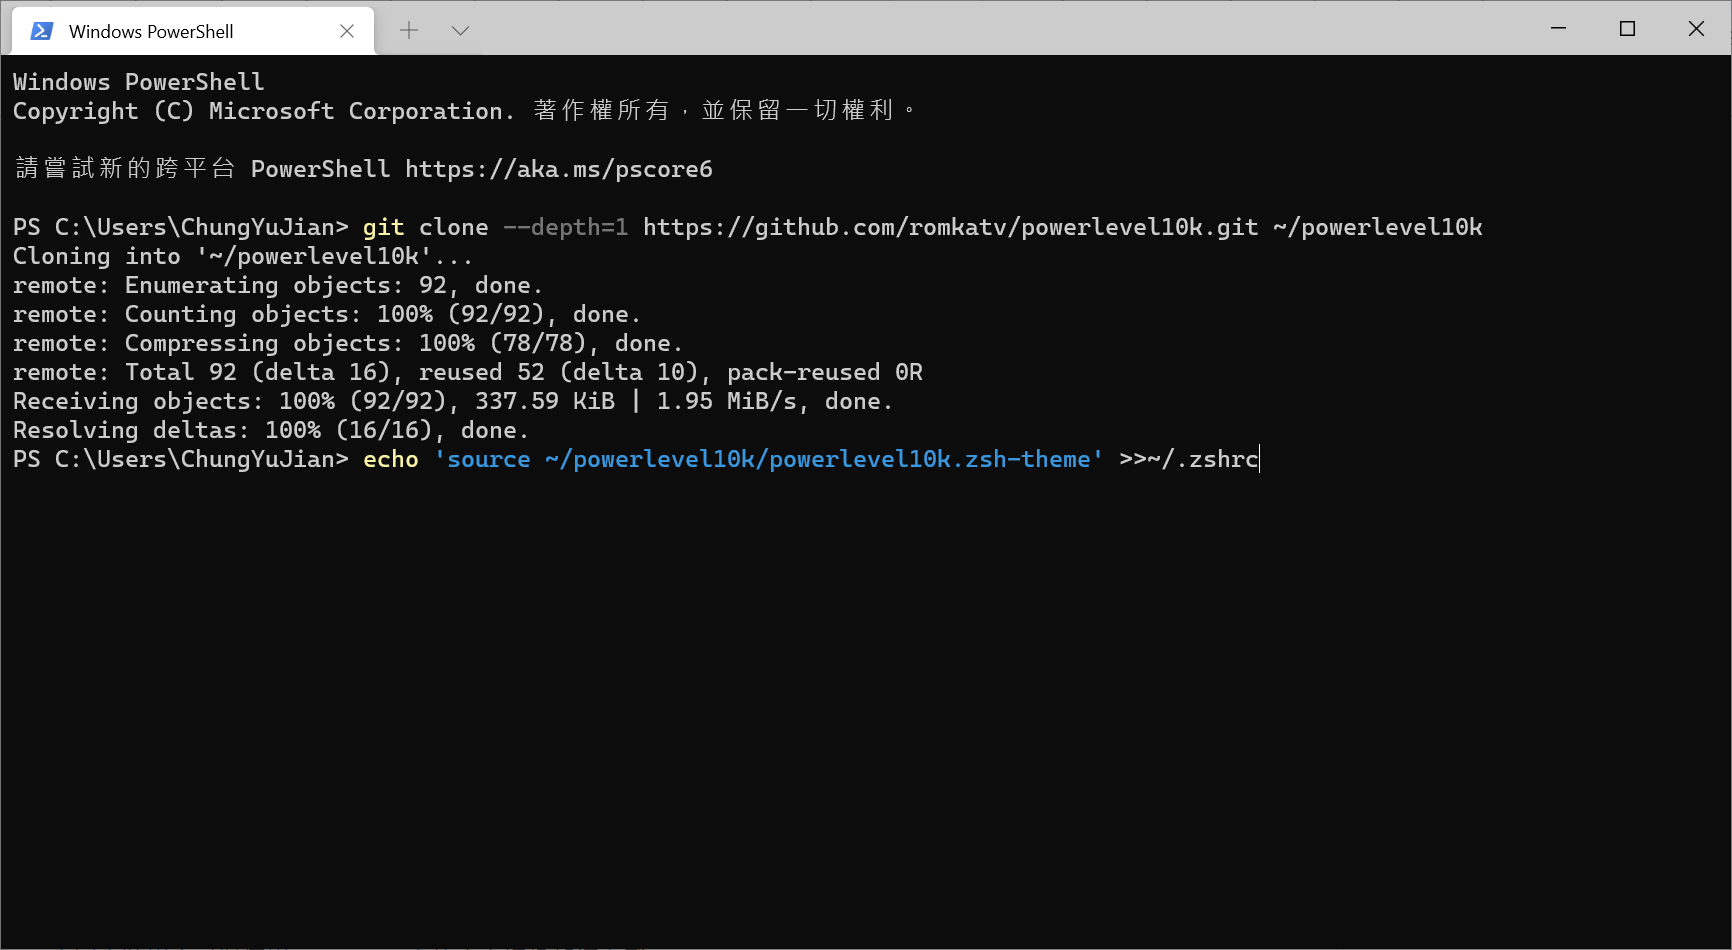 Windows PowerShell
Windows PowerShell
Copyright (C) Microsoft Corporation. 著作權所有，並保留一切權利。
請嘗試新的跨平台 PowerShell https://aka.ms/pscore6
PS C:\Users\ChungYuJian> git clone --depth=1 https://github.com/romkatv/powerlevel10k.git ~/powerlevel10k
Cloning into '~/powerlevel10k'...
remote: Enumerating objects: 92, done.
remote: Counting objects: 100% (92/92), done.
remote: Compressing objects: 100% (78/78), done.
remote: Total 92 (delta 16), reused 52 (delta 10), pack-reused 0R
Receiving objects: 100% (92/92), 337.59 KiB | 1.95 MiB/s, done.
Resolving deltas: 100% (16/16), done.
PS C:\Users\ChungYuJian> echo 'source ~/powerlevel10k/powerlevel10k.zsh-theme' >>~/.zshrc